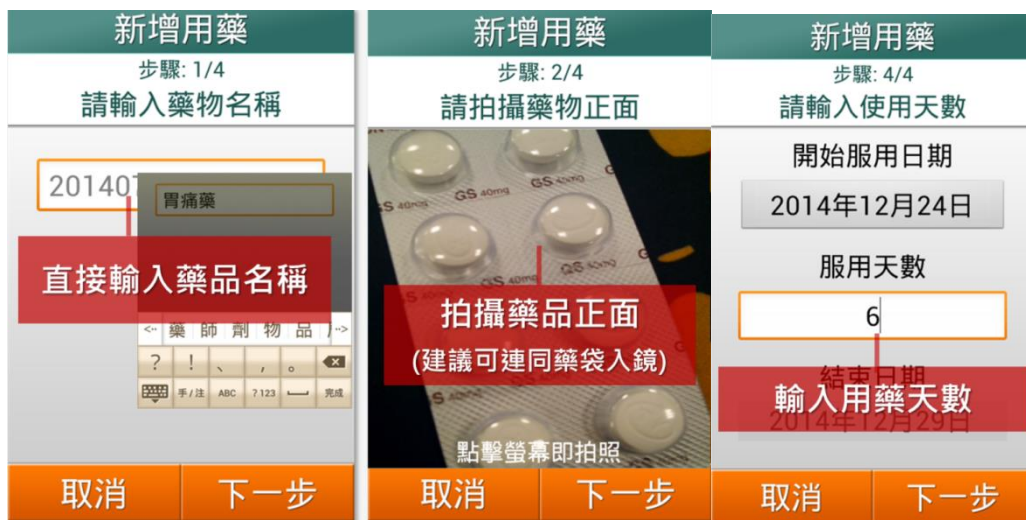 新增用藥
步驟: 1/4
請輸入藥物名稱
胃痛藥
直接輸入藥品名稱
藥 師 劑 物 品
? ! 、 , 。
手/注 ABC ?123 完成
取消 下一步
新增用藥
步驟: 2/4
請拍攝藥物正面
GS 40mg
GS 40mg
GS 40mg
GS 40mg
拍攝藥品正面
(建議可連同藥袋入鏡)
點擊螢幕即拍照
取消 下一步
新增用藥
步驟: 4/4
請輸入使用天數
開始服用日期
2014年12月24日
服用天數
6
結束日期
輸入用藥天數
2014年12月29日
取消 下一步